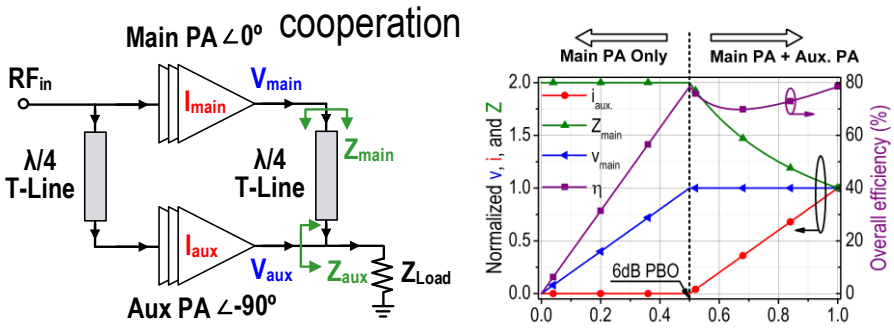 cooperation
Main PA ∠0º
RFin
Imain
Vmain
Zmain
λ/4
T-Line
λ/4
T-Line
Iaux
Vaux
Zaux
ZLoad
Aux PA ∠-90º
Main PA Only
Main PA + Aux. PA
Normalized v, i, and Z
2.0
1.5
1.0
0.5
0.0
iaux.
Zmain
vmain
η
6dB PBO
80
60
40
20
0
Overall efficiency (%)
0.0 0.2 0.4 0.6 0.8 1.0